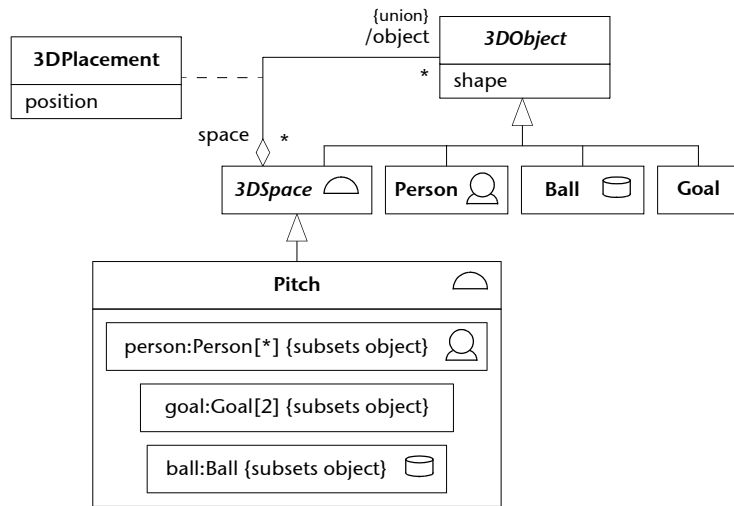 {union}
/object
3DObject
3DPlacement
*
shape
position
space
*
3DSpace
Person
Ball
Goal
Pitch
person:Person[*] {subsets object}
goal:Goal[2] {subsets object}
ball:Ball {subsets object}